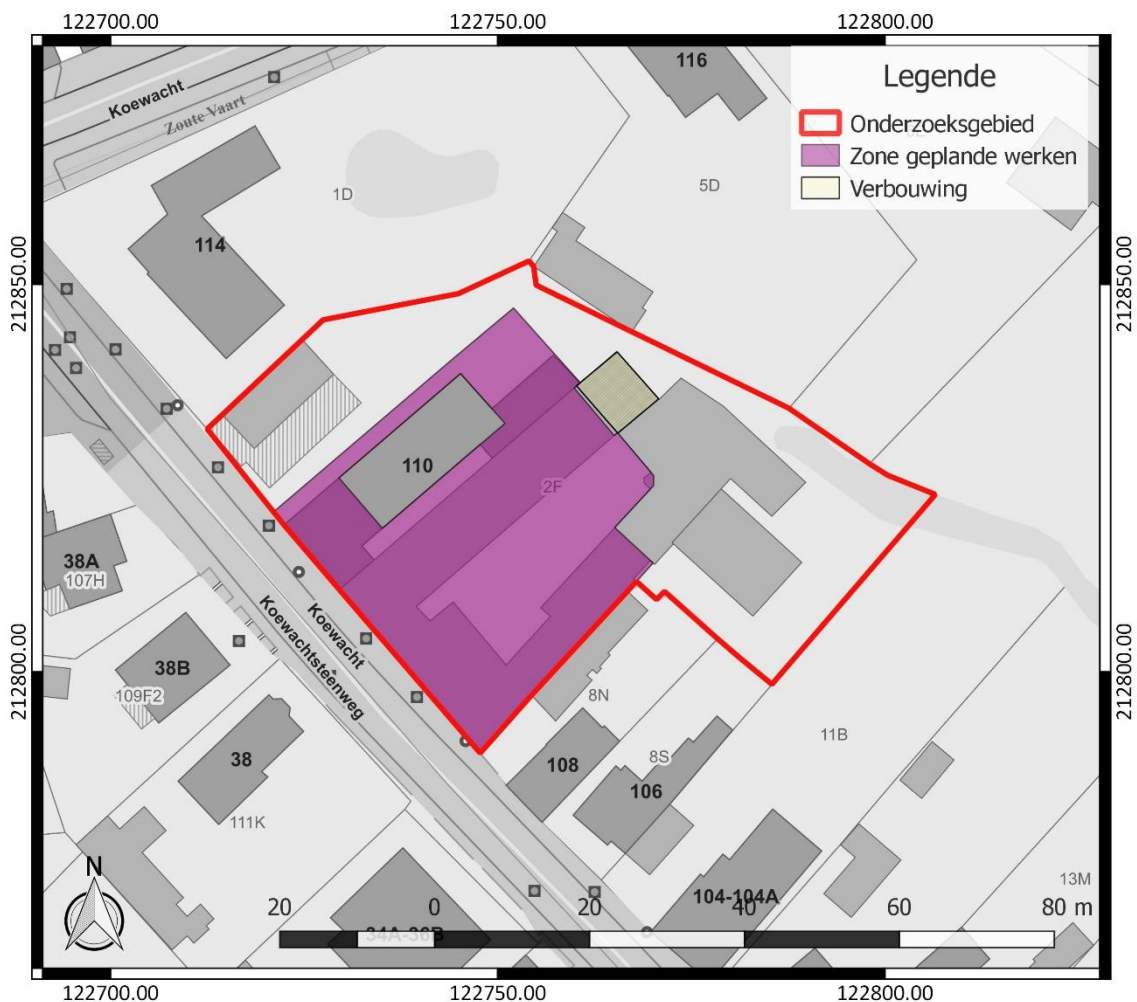 122700.00
122750.00
122800.00
116
Koewacht
Zoute Vaart
Legende
Onderzoeksgebied
Zone geplande werken
Verbouwing
1D
5D
114
212850.00
212850.00
110
2F
38A
107H
Koewacht
Koewachtsteenweg
38B
109F2
212800.00
212800.00
8N
38
108
8S
106
11B
111K
N
13M
104-104A
20
0
20
40
60
80 m
34A-36B
122700.00
122750.00
122800.00